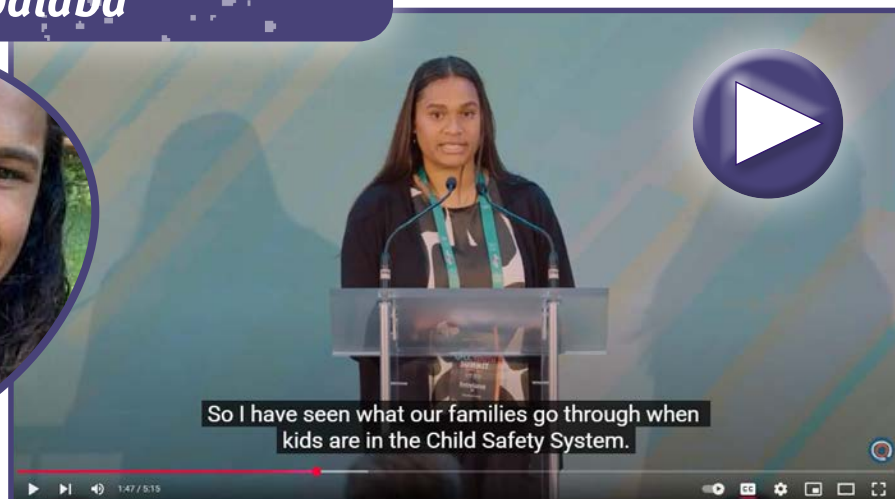 So I have seen what our families go through when
kids are in the Child Safety System.
1:47 / 5:15
CC